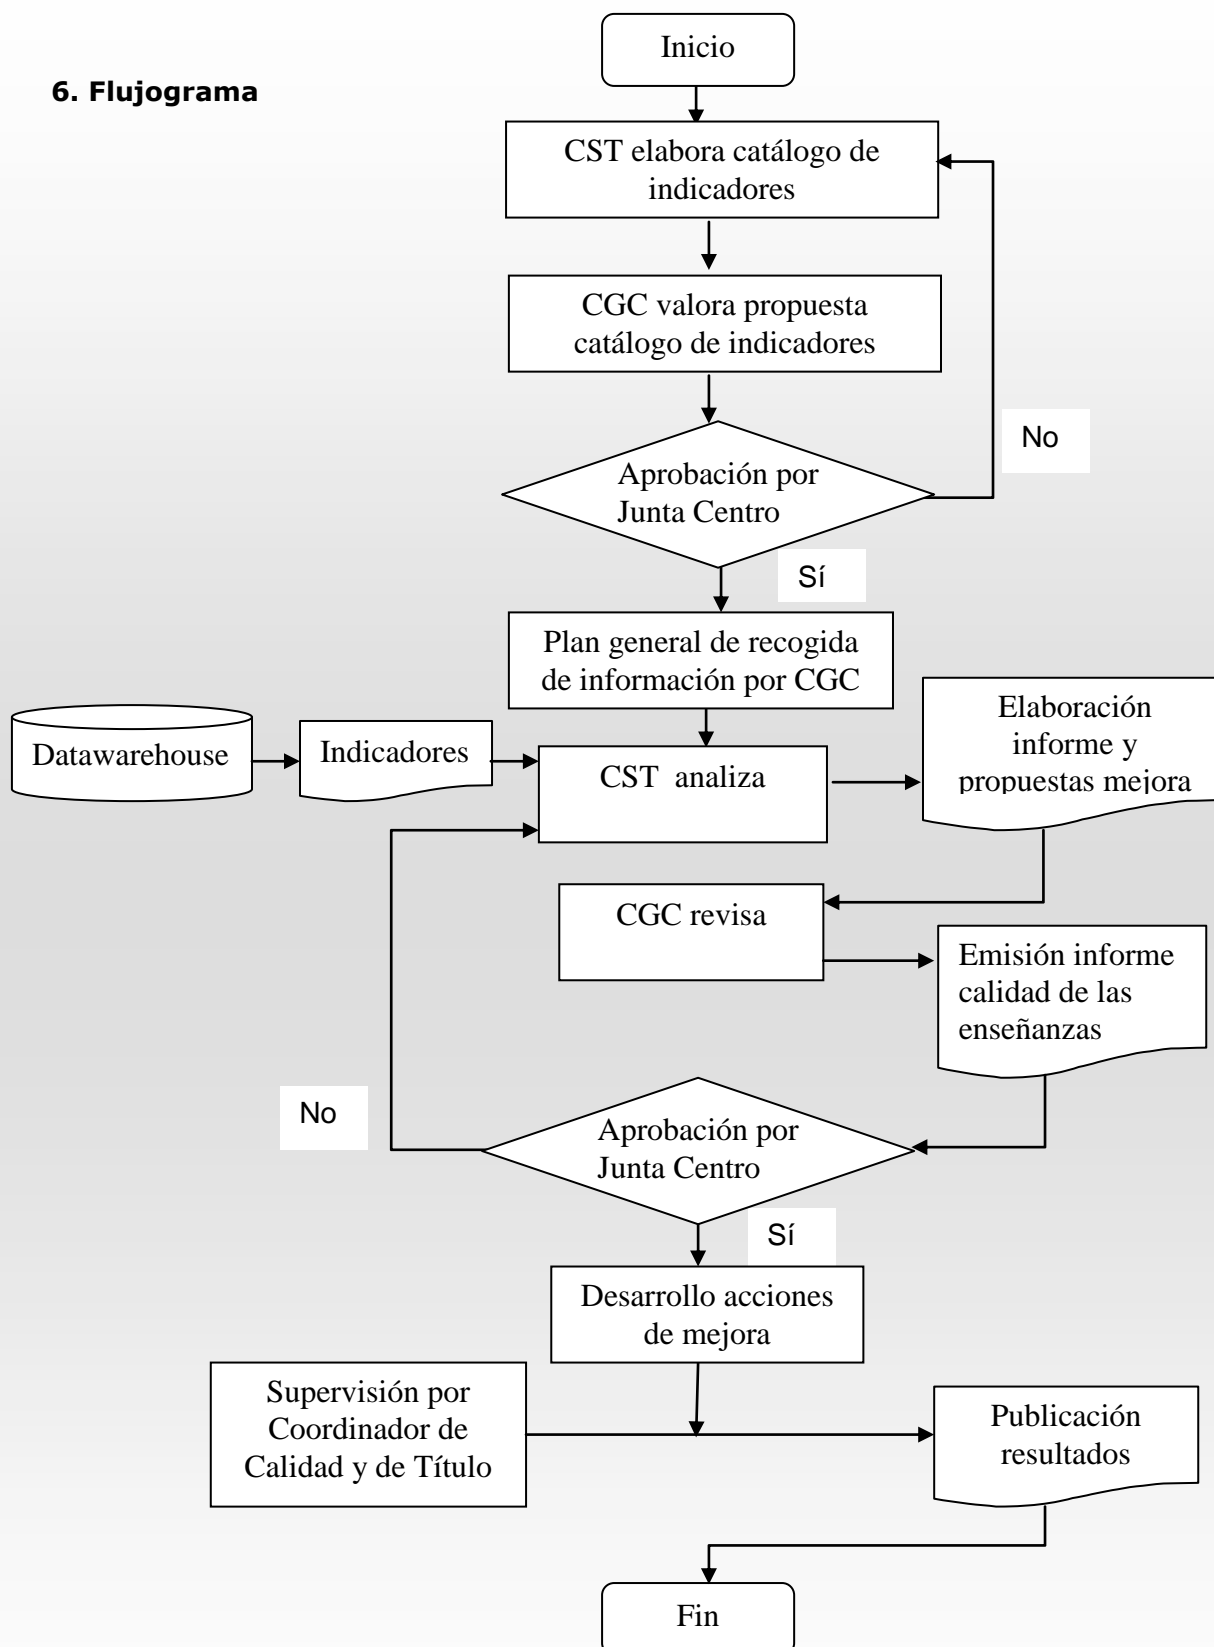 Inicio
6. Flujograma
CST elabora catálogo de
indicadores
CGC valora propuesta
catálogo de indicadores
No
Aprobación por
Junta Centro
Sí
Plan general de recogida
de información por CGC
Elaboración
informe y
propuestas mejora
Datawarehouse
Indicadores
CST analiza
CGC revisa
Emisión informe
calidad de las
enseñanzas
No
Aprobación por
Junta Centro
Sí
Desarrollo acciones
de mejora
Supervisión por
Coordinador de
Calidad y de Título
Publicación
resultados
Fin